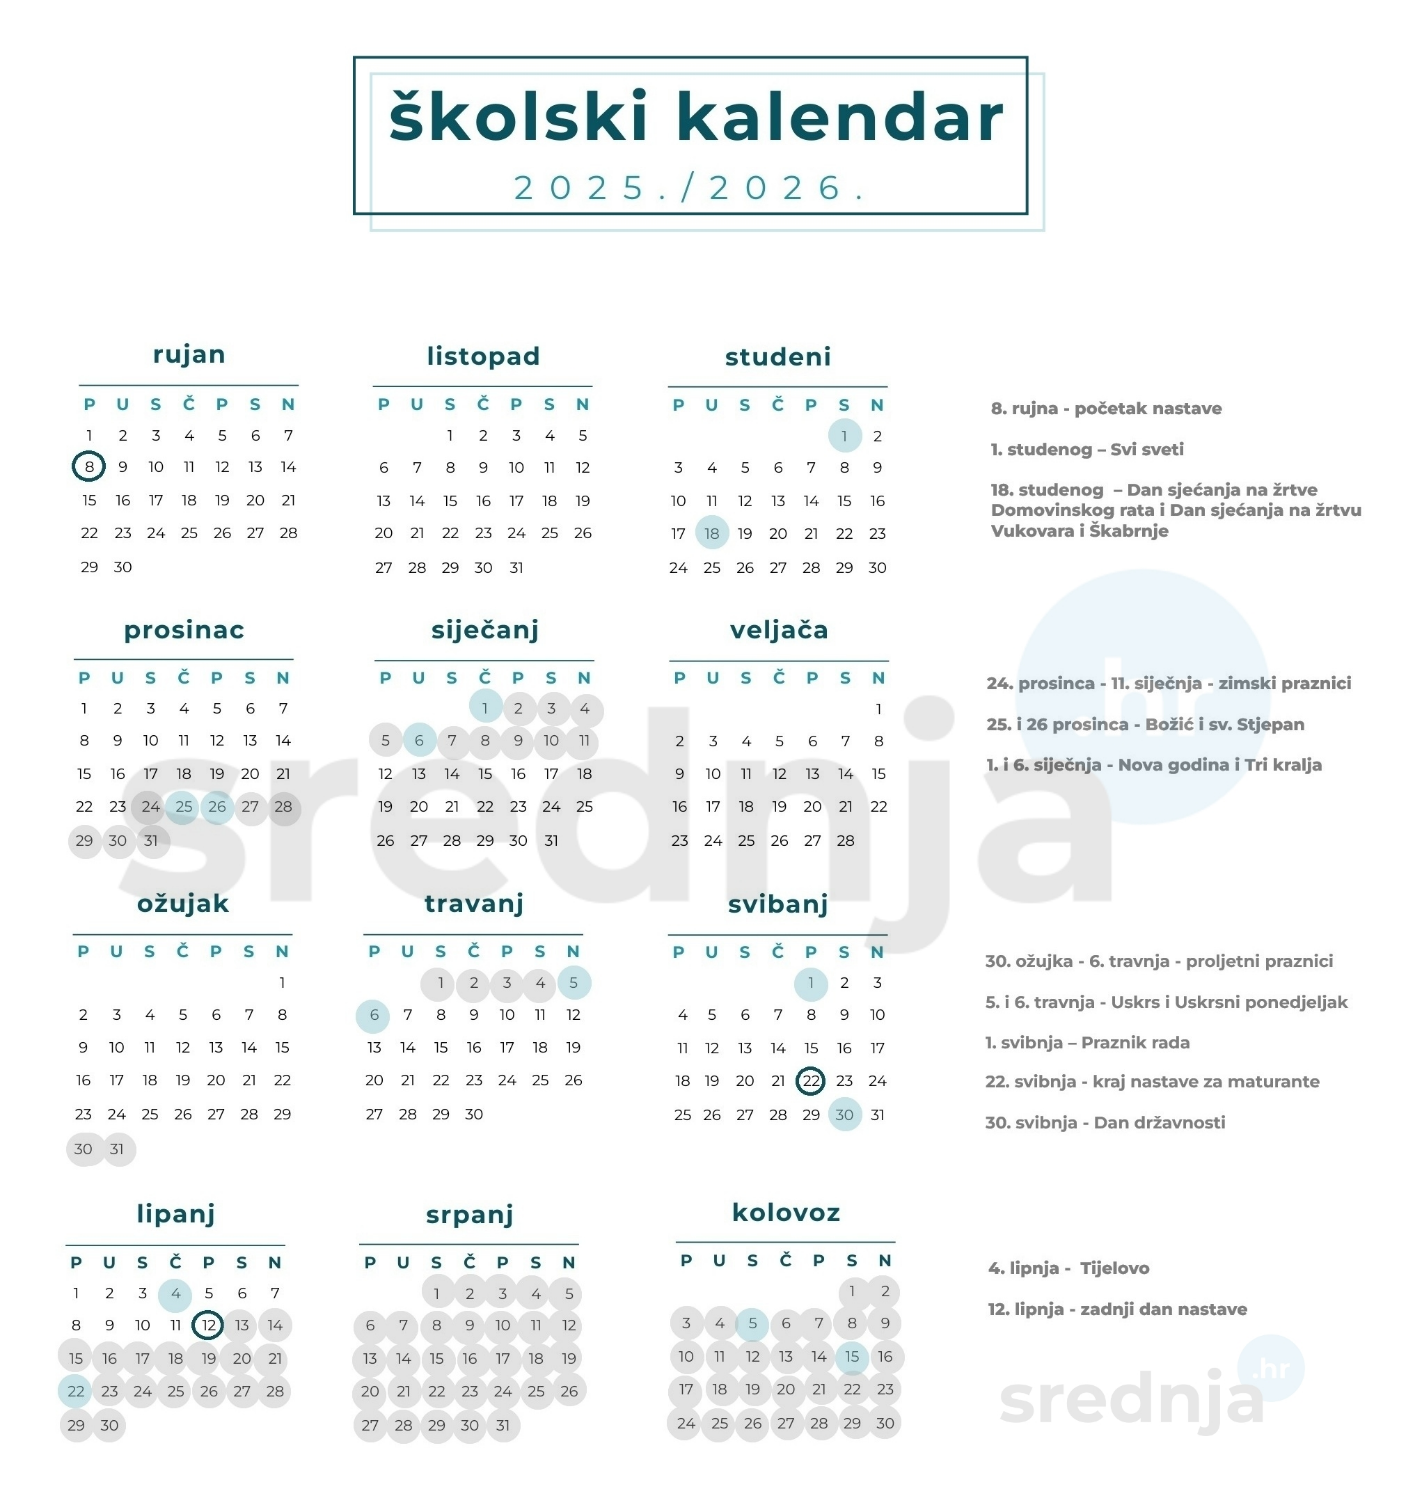 školski kalendar
2025./2026.
rujan
P U S Č P S N
1 2 3 4 5 6 7
8 9 10 11 12 13 14
15 16 17 18 19 20 21
22 23 24 25 26 27 28
29 30
listopad
P U S Č P S N
1 2 3 4 5
6 7 8 9 10 11 12
13 14 15 16 17 18 19
20 21 22 23 24 25 26
27 28 29 30 31
studeni
P U S Č P S N
1 2
3 4 5 6 7 8 9
10 11 12 13 14 15 16
17 18 19 20 21 22 23
24 25 26 27 28 29 30
8. rujna - početak nastave
1. studenog – Svi sveti
18. studenog – Dan sjećanja na žrtve
Domovinskog rata i Dan sjećanja na žrtvu
Vukovara i Škabrnje
prosinac
P U S Č P S N
1 2 3 4 5 6 7
8 9 10 11 12 13 14
15 16 17 18 19 20 21
22 23 24 25 26 27 28
29 30 31
siječanj
P U S Č P S N
1 2 3 4
5 6 7 8 9 10 11
12 13 14 15 16 17 18
19 20 21 22 23 24 25
26 27 28 29 30 31
veljača
P U S Č P S N
1
2 3 4 5 6 7 8
9 10 11 12 13 14 15
16 17 18 19 20 21 22
23 24 25 26 27 28
24. prosinca - 11. siječnja - zimski praznici
25. i 26 prosinca - Božić i sv. Stjepan
1. i 6. siječnja - Nova godina i Tri kralja
srednja.hr
ožujak
P U S Č P S N
1
2 3 4 5 6 7 8
9 10 11 12 13 14 15
16 17 18 19 20 21 22
23 24 25 26 27 28 29
30 31
travanj
P U S Č P S N
1 2 3 4 5
6 7 8 9 10 11 12
13 14 15 16 17 18 19
20 21 22 23 24 25 26
27 28 29 30
svibanj
P U S Č P S N
1 2 3
4 5 6 7 8 9 10
11 12 13 14 15 16 17
18 19 20 21 22 23 24
25 26 27 28 29 30 31
30. ožujka - 6. travnja - proljetni praznici
5. i 6. travnja - Uskrs i Uskrsni ponedjeljak
1. svibnja – Praznik rada
22. svibnja - kraj nastave za maturante
30. svibnja - Dan državnosti
lipanj
P U S Č P S N
1 2 3 4 5 6 7
8 9 10 11 12 13 14
15 16 17 18 19 20 21
22 23 24 25 26 27 28
29 30
srpanj
P U S Č P S N
1 2 3 4 5
6 7 8 9 10 11 12
13 14 15 16 17 18 19
20 21 22 23 24 25 26
27 28 29 30 31
kolovoz
P U S Č P S N
1 2
3 4 5 6 7 8 9
10 11 12 13 14 15 16
17 18 19 20 21 22 23
24 25 26 27 28 29 30
4. lipnja - Tijelovo
12. lipnja - zadnji dan nastave
srednja.hr